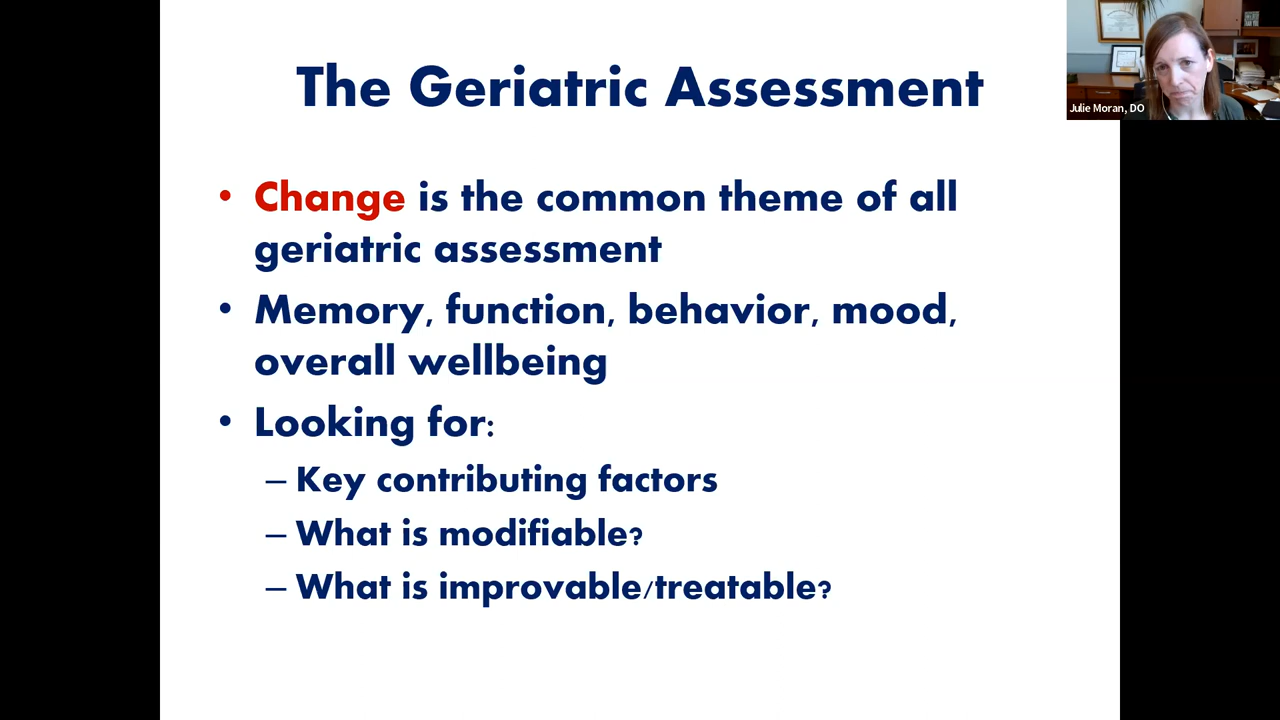 The Geriatric Assessment
Julie Moran, DO
• Change is the common theme of all
geriatric assessment
• Memory, function, behavior, mood,
overall wellbeing
• Looking for:
– Key contributing factors
– What is modifiable?
– What is improvable/treatable?